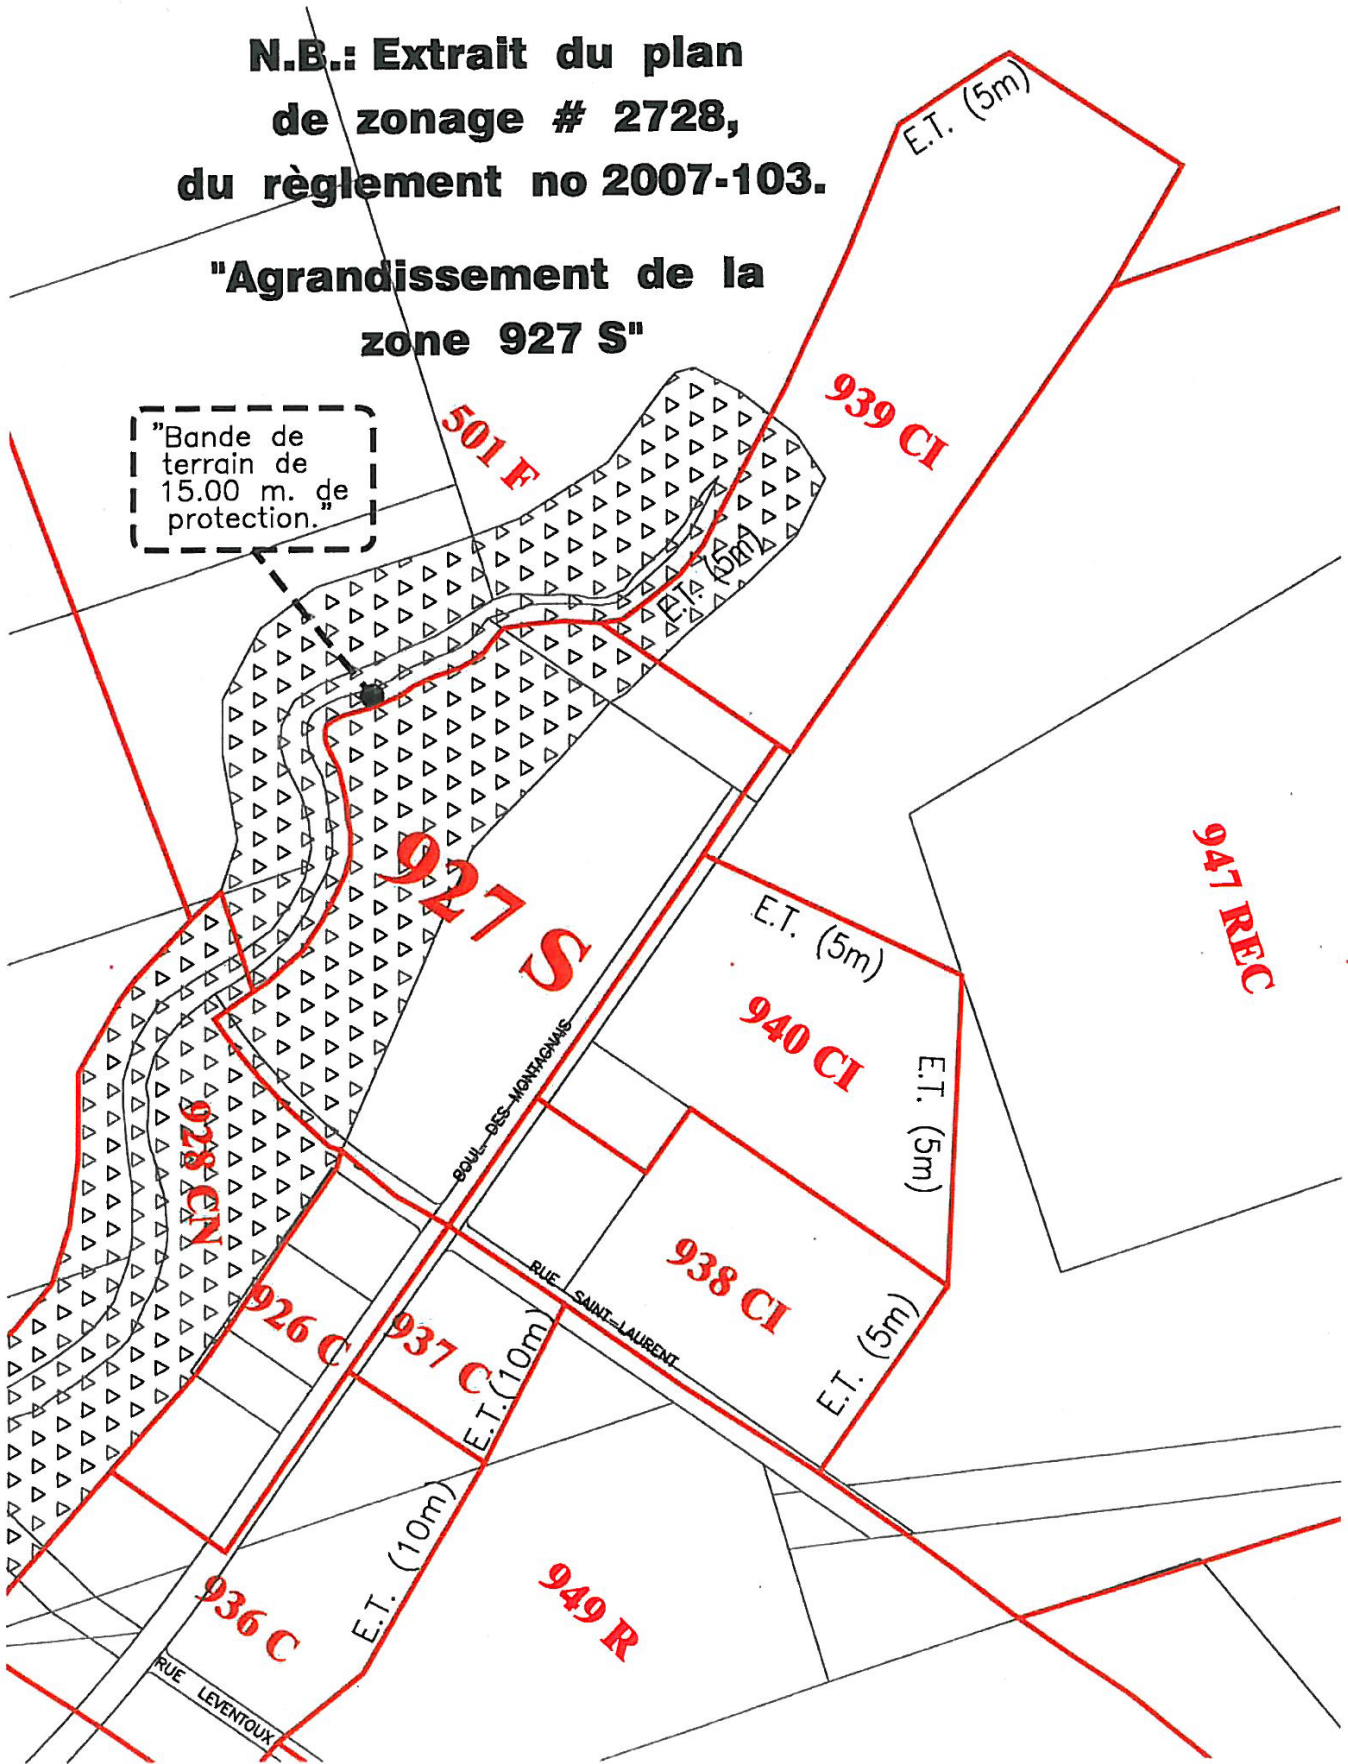 N.B.: Extrait du plan
de zonage # 2728,
du règlement no 2007-103.
"Agrandissement de la
zone 927 S"
"Bande de
terrain de
15.00 m. de
protection."
501 F
E.T. (5m)
939 CI
E.T. (5m)
927 S
947 REC
E.T. (5m)
940 CI
E.T. (5m)
BOUL. DES MONTAGNAIS
928 CN
938 CI
E.T. (5m)
RUE SAINT-LAURENT
926 C
937 C
E.T. (10m)
E.T. (10m)
936 C
949 R
RUE LEVENTOUX